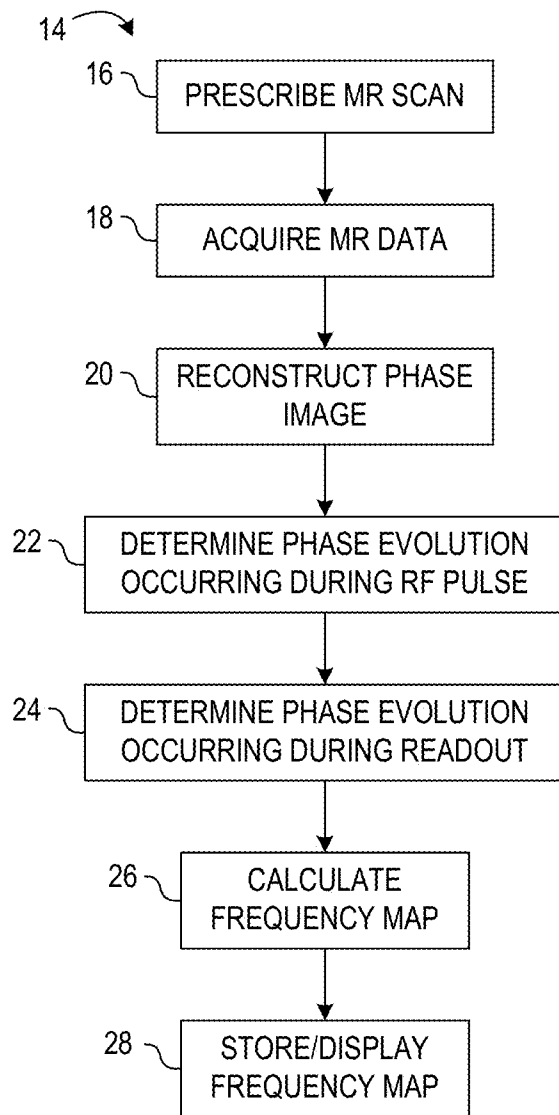 14
16
PRESCRIBE MR SCAN
18
ACQUIRE MR DATA
20
RECONSTRUCT PHASE
IMAGE
22
DETERMINE PHASE EVOLUTION
OCCURRING DURING RF PULSE
24
DETERMINE PHASE EVOLUTION
OCCURRING DURING READOUT
26
CALCULATE
FREQUENCY MAP
28
STORE/DISPLAY
FREQUENCY MAP